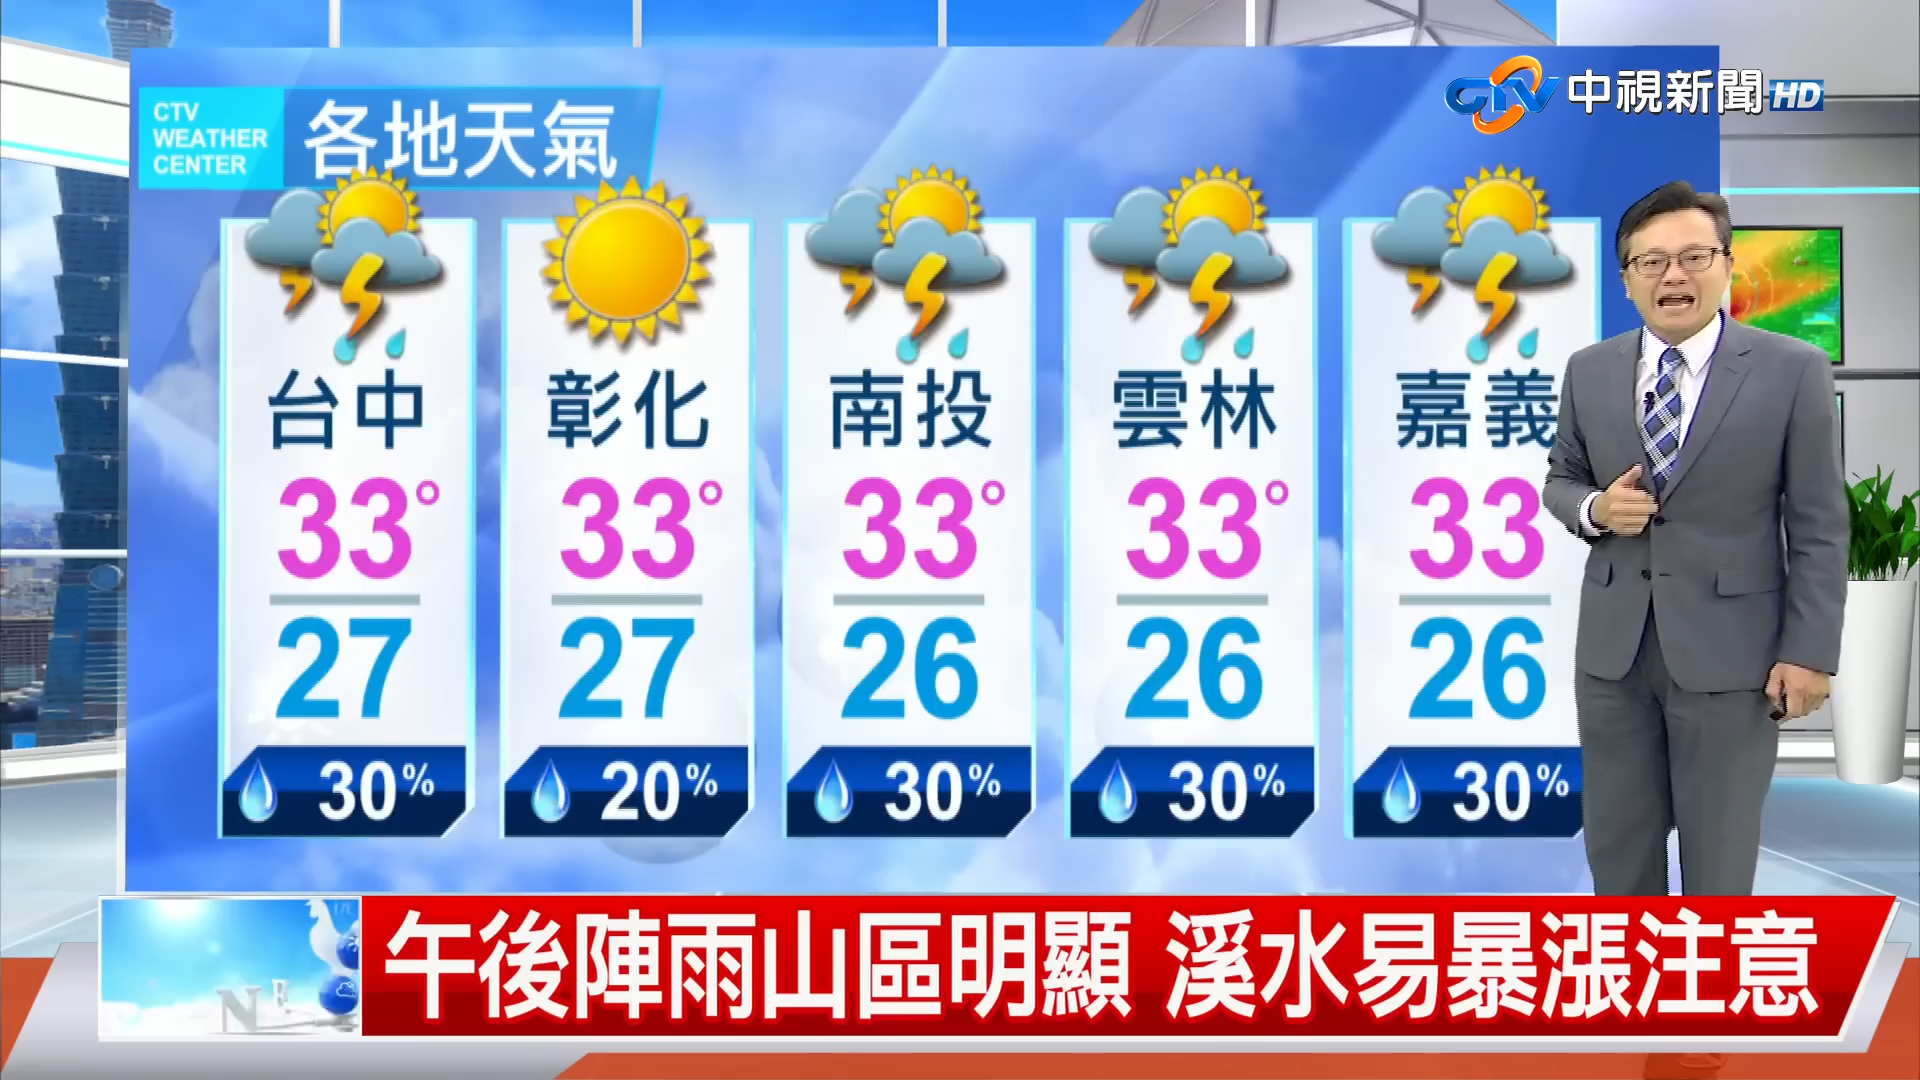 CTV
WEATHER
CENTER
各地天氣
CTV 中視新聞 HD
台中
33°
27
30%
彰化
33°
27
20%
南投
33°
26
30%
雲林
33°
26
30%
嘉義
33
26
30%
N
午後陣雨山區明顯 溪水易暴漲注意